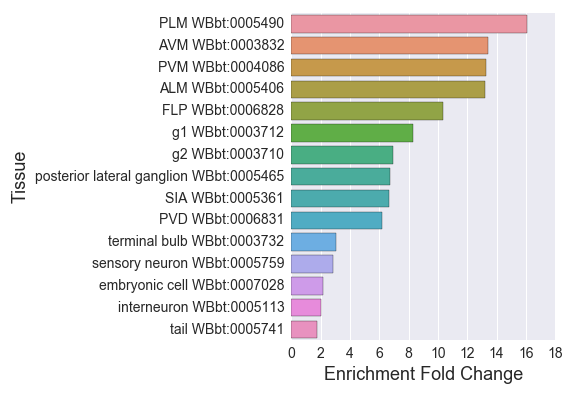 PLM WBbt:0005490
AVM WBbt:0003832
PVM WBbt:0004086
ALM WBbt:0005406
FLP WBbt:0006828
g1 WBbt:0003712
g2 WBbt:0003710
posterior lateral ganglion WBbt:0005465
SIA WBbt:0005361
PVD WBbt:0006831
terminal bulb WBbt:0003732
sensory neuron WBbt:0005759
embryonic cell WBbt:0007028
interneuron WBbt:0005113
tail WBbt:0005741
Tissue
0 2 4 6 8 10 12 14 16 18
Enrichment Fold Change